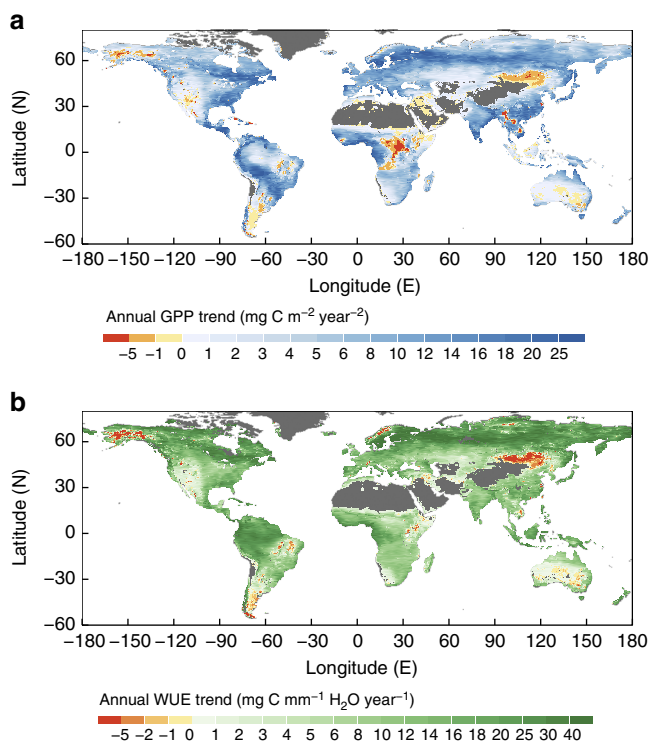 a
Latitude (N)
60
30
0
−30
−60
−180 −150 −120 −90 −60 −30 0 30 60 90 120 150 180
Longitude (E)
Annual GPP trend (mg C m⁻² year⁻²)
−5 −1 0 1 2 3 4 5 6 8 10 12 14 16 18 20 25
b
Latitude (N)
60
30
0
−30
−60
−180 −150 −120 −90 −60 −30 0 30 60 90 120 150 180
Longitude (E)
Annual WUE trend (mg C mm⁻¹ H₂O year⁻¹)
−5 −2 −1 0 1 2 3 4 5 6 8 10 12 14 16 20 25 30 40